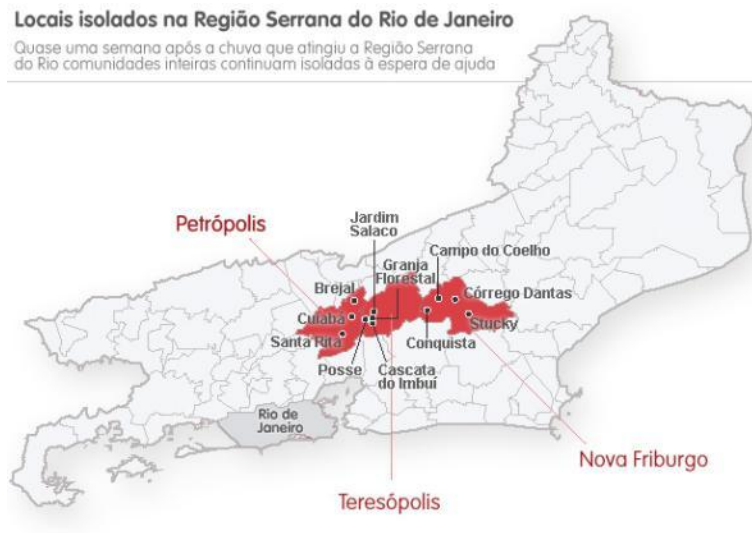 Locais isolados na Região Serrana do Rio de Janeiro
Quase uma semana após a chuva que atingiu a Região Serrana
do Rio comunidades inteiras continuam isoladas à espera de ajuda
Petrópolis
Jardim
Salaco
Campo do Coelho
Granja
Florestal
Brejal
Córrego Dantas
Cuiabá
Stucky
Santa Rita
Conquista
Posse
Cascata
do Imbuí
Rio de
Janeiro
Nova Friburgo
Teresópolis